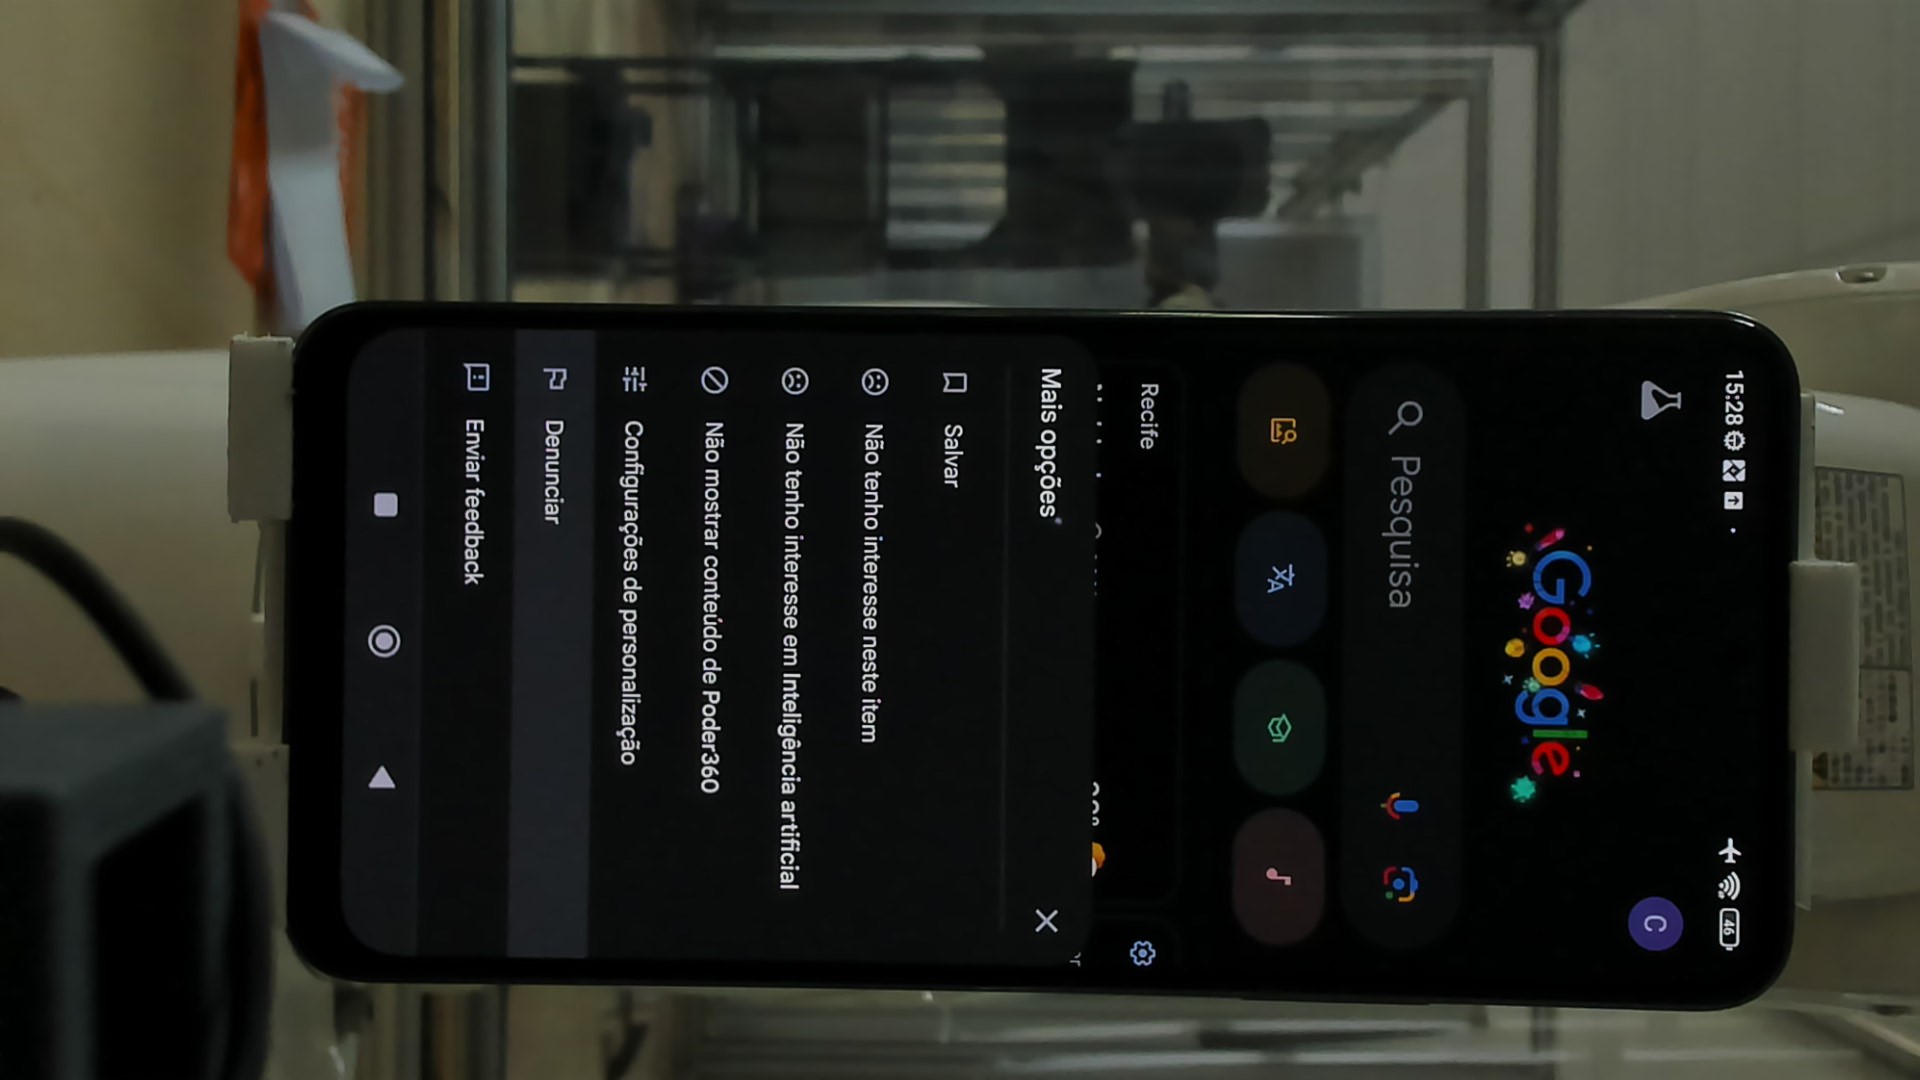 15:28
46
C
Google
Pesquisa
Recife
Mais opções
Salvar
Não tenho interesse neste item
Não tenho interesse em Inteligência artificial
Não mostrar conteúdo de Poder360
Configurações de personalização
Denunciar
Enviar feedback